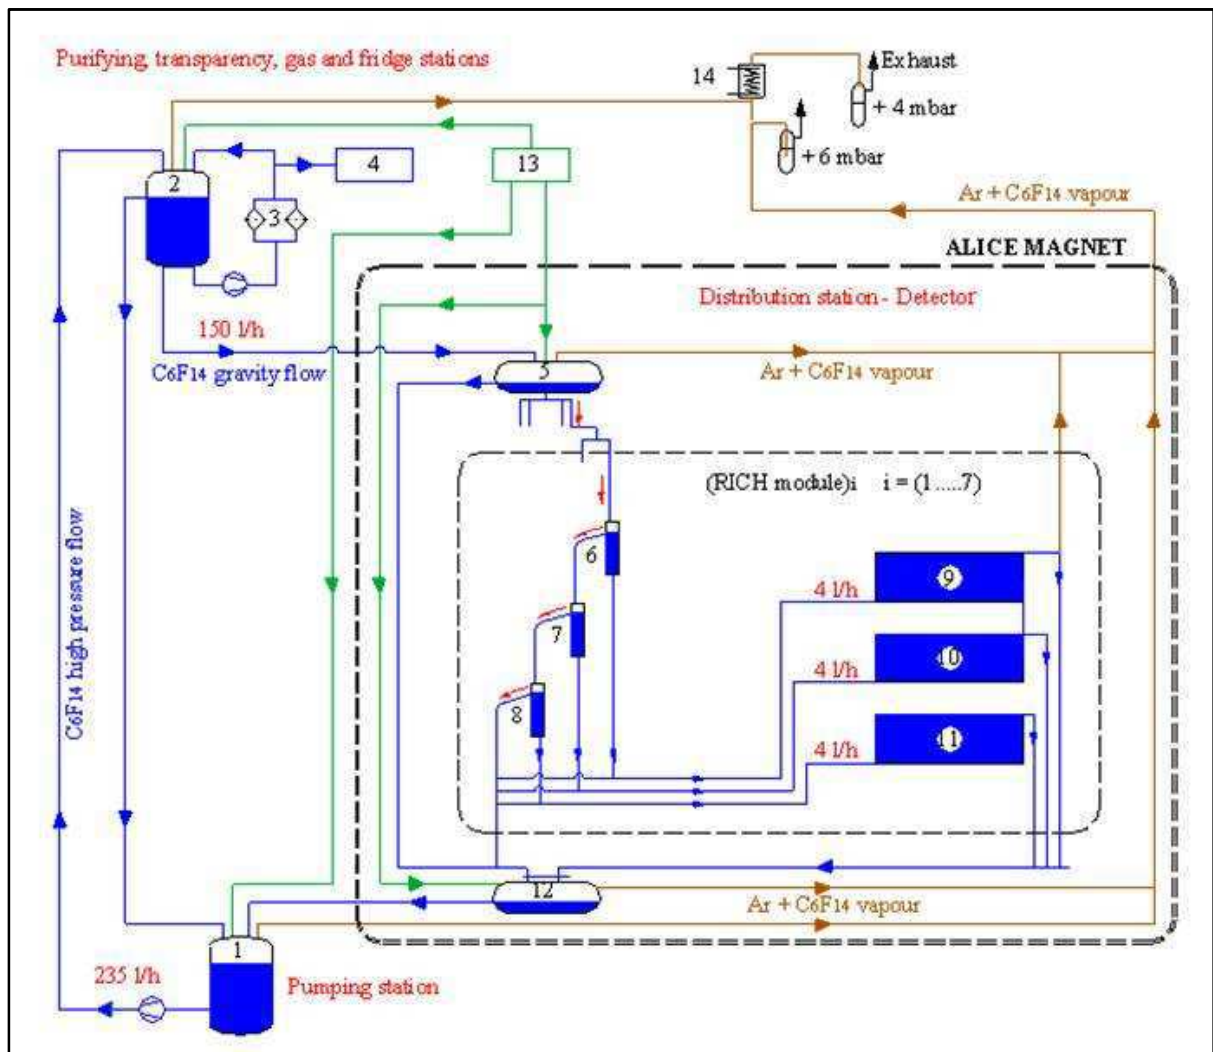 Purifying, transparency, gas and fridge stations
14
Exhaust
+ 4 mbar
+6 mbar
2
3
4
13
Ar + C6F14 vapour
ALICE MAGNET
Distribution station - Detector
150 l/h
C6F14 gravity flow
5
Ar + C6F14 vapour
(RICH module)i i = (1.....7)
C6F14 high pressure flow
6
7
8
4 l/h
9
4 l/h
10
4 l/h
11
12
Ar + C6F14 vapour
1
235 l/h
Pumping station